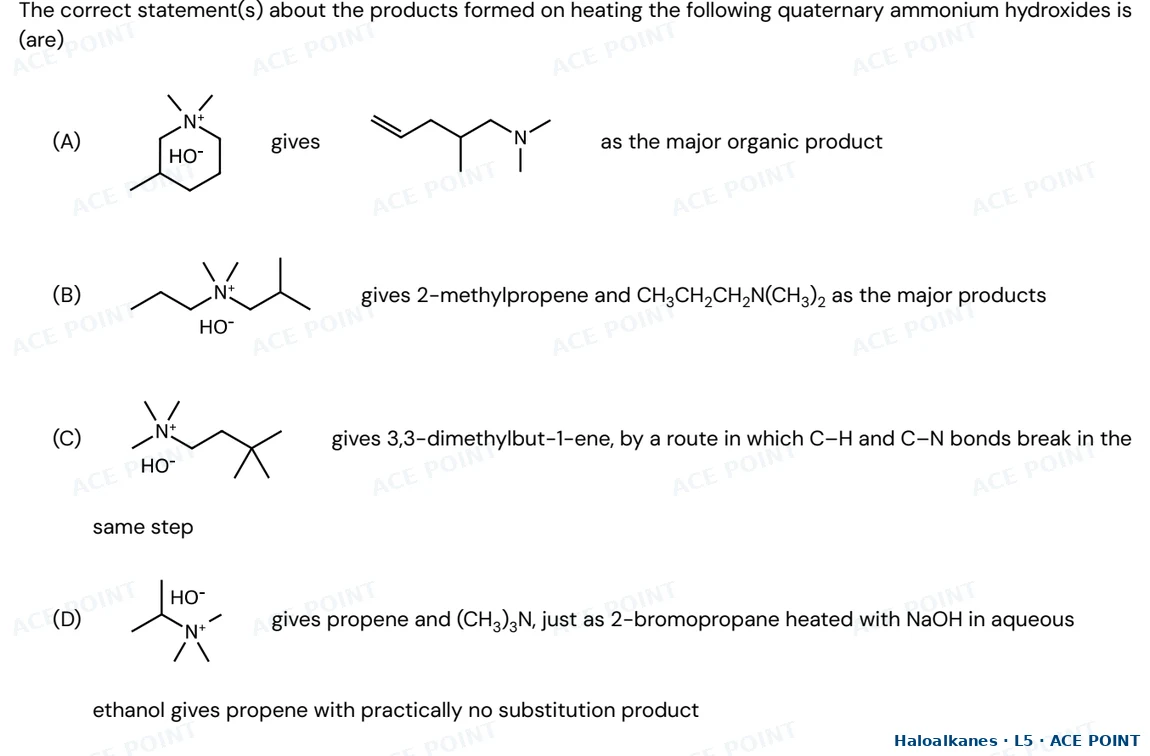 The correct statement(s) about the products formed on heating the following quaternary ammonium hydroxides is
(are)
(A) N⁺ HO⁻ gives N as the major organic product
(B) N⁺ HO⁻ gives 2-methylpropene and CH₃CH₂CH₂N(CH₃)₂ as the major products
(C) N⁺ HO⁻ gives 3,3-dimethylbut-1-ene, by a route in which C–H and C–N bonds break in the
same step
(D) HO⁻ N⁺ gives propene and (CH₃)₃N, just as 2-bromopropane heated with NaOH in aqueous
ethanol gives propene with practically no substitution product
Haloalkanes · L5 · ACE POINT